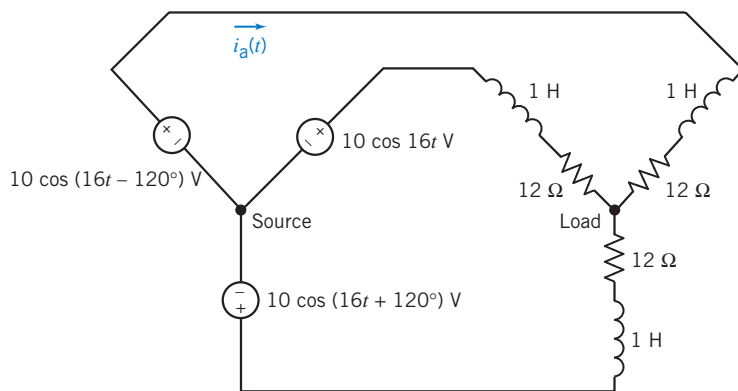 i_a(t)
1 H
1 H
+
−
− +
10 cos 16t V
10 cos (16t – 120°) V
12 Ω
12 Ω
Source
Load
12 Ω
−
+
10 cos (16t + 120°) V
1 H